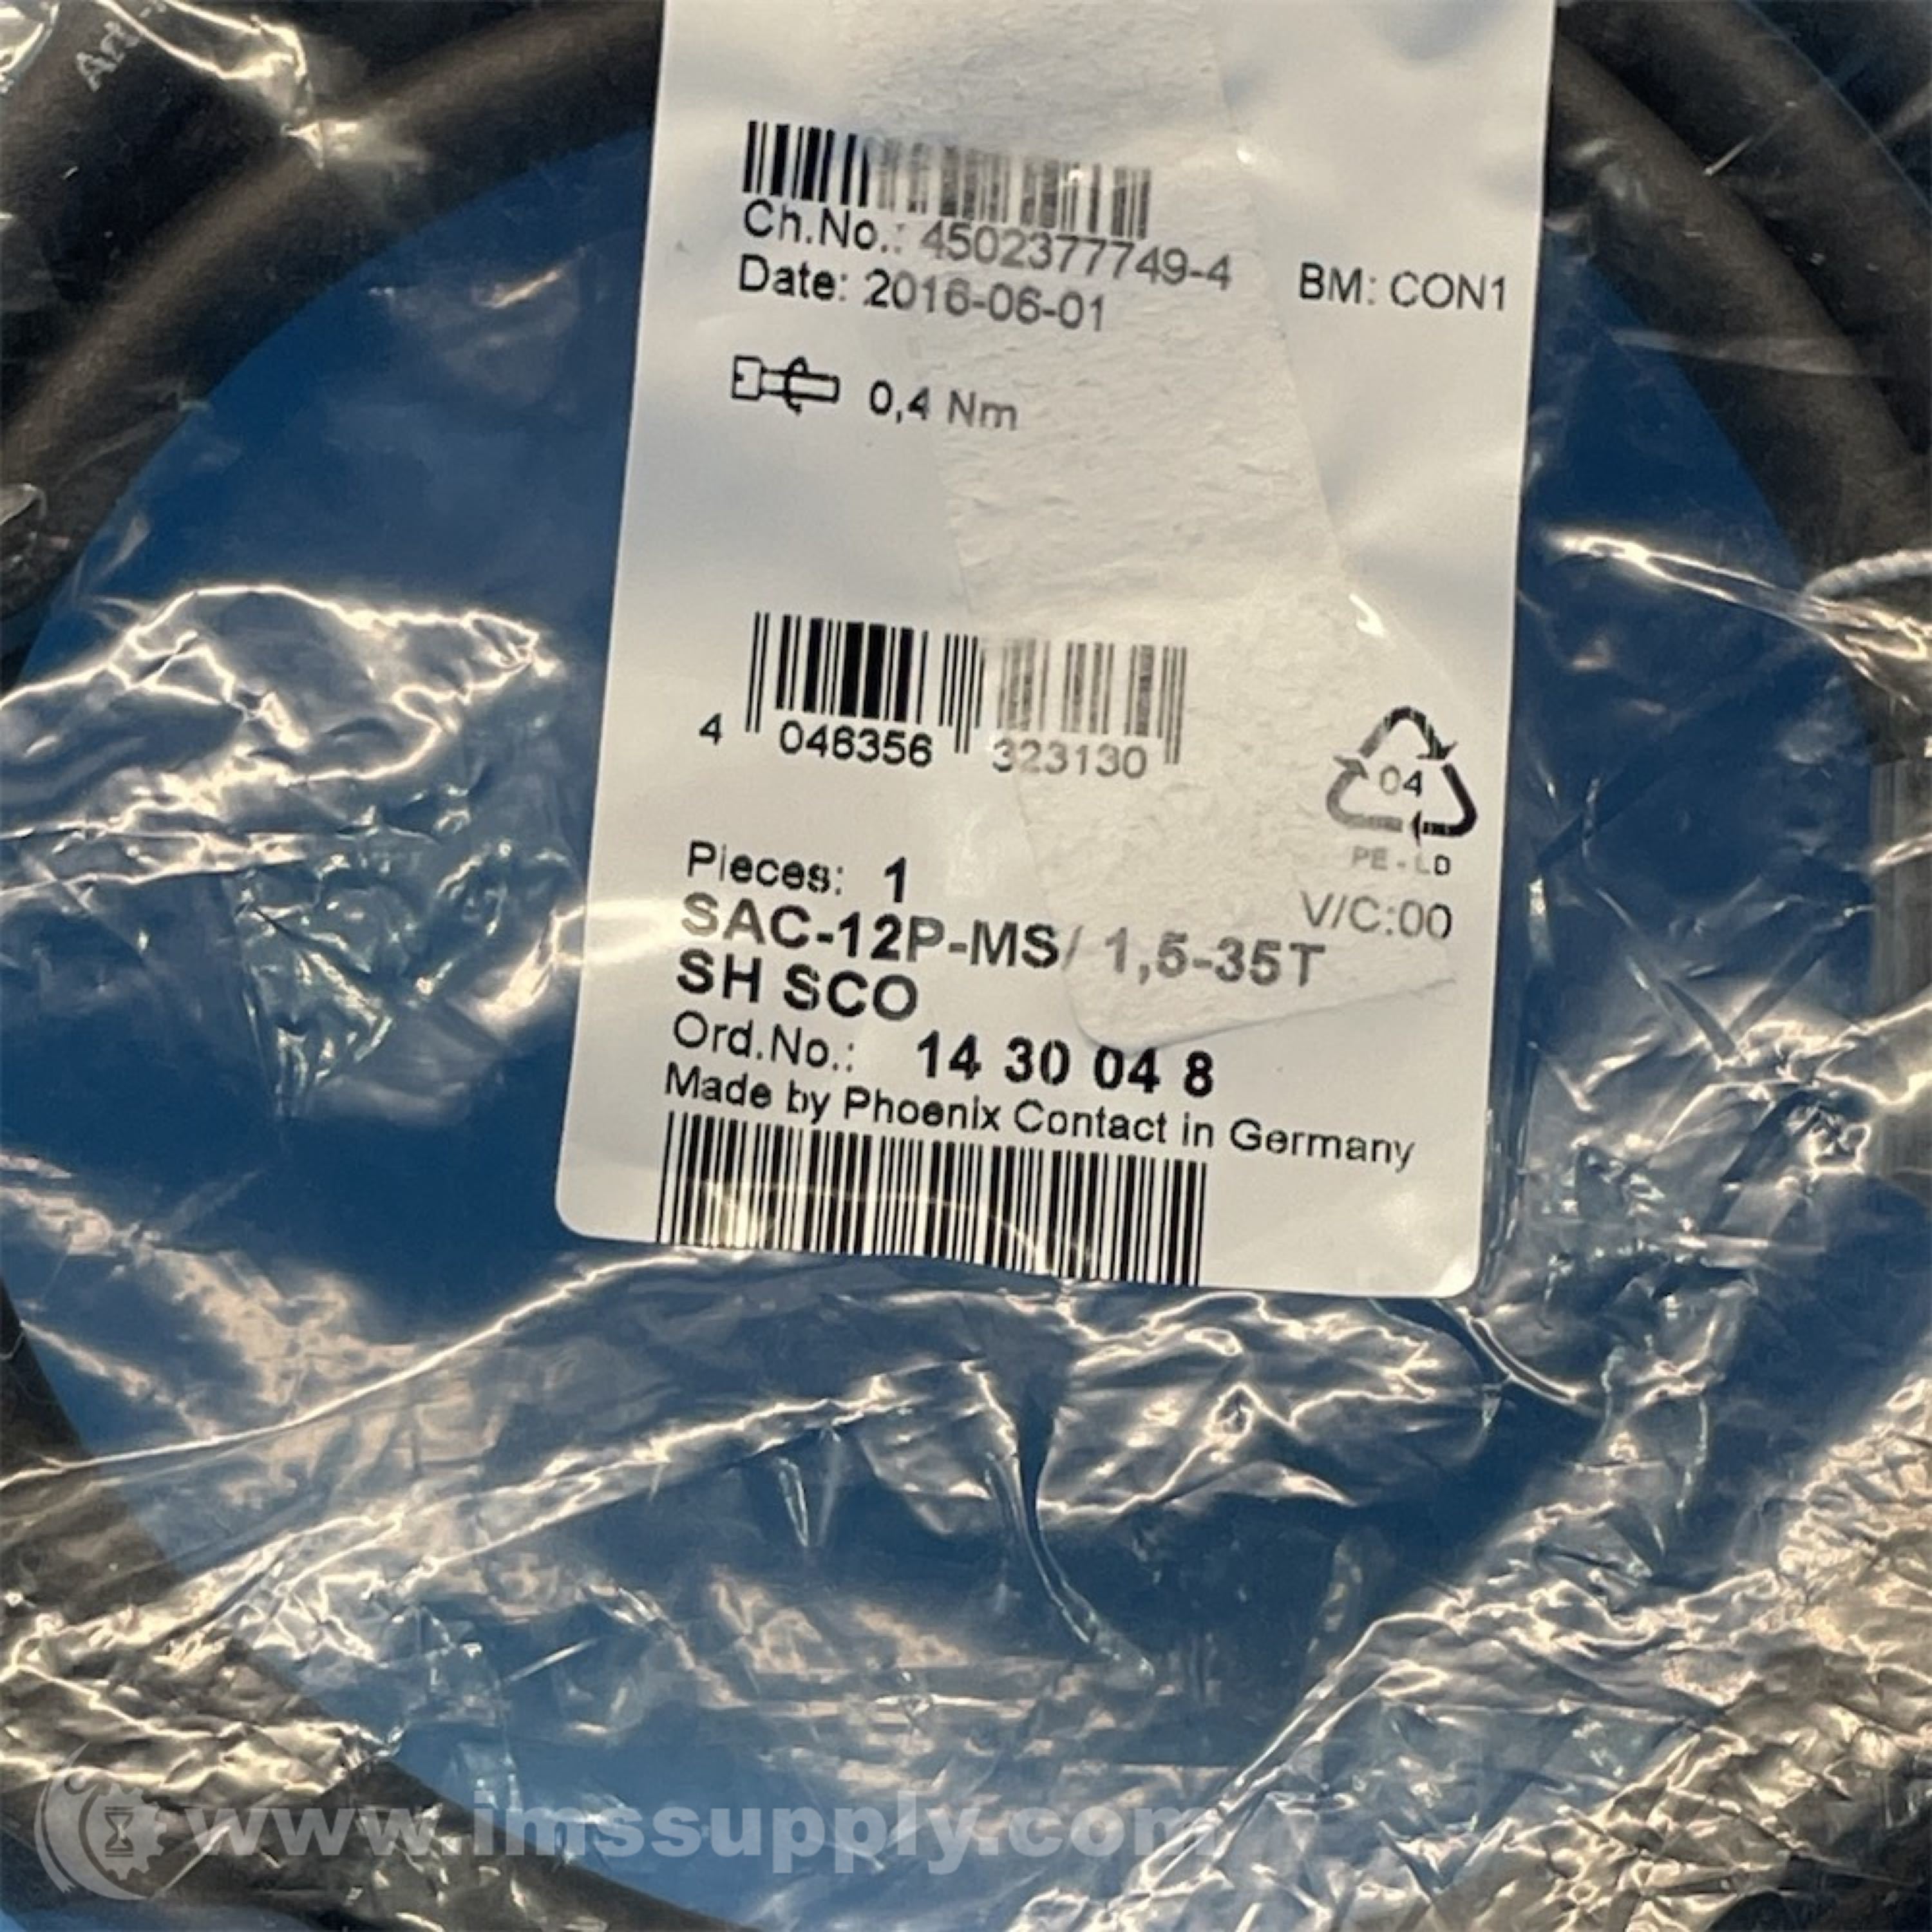 Ch.No.: 4502377749-4
BM: CON1
Date: 2016-06-01
0,4 Nm
4 046356 323130
04
PE-LD
Pieces: 1
V/C:00
SAC-12P-MS/ 1,5-35T
SH SCO
Ord.No.: 14 30 04 8
Made by Phoenix Contact in Germany
www.imssupply.com